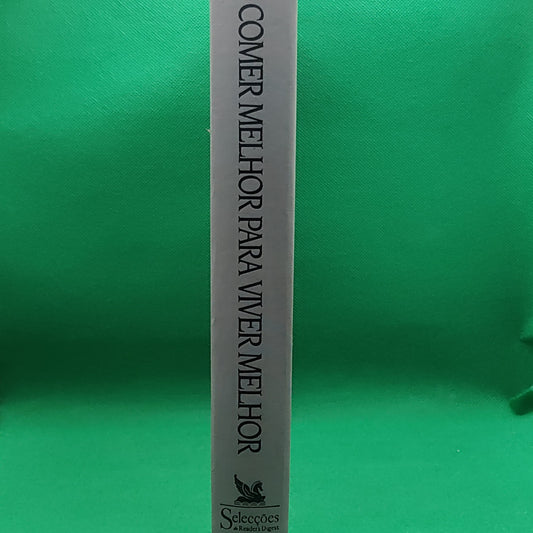 COMER MELHOR PARA VIVER MELHOR
Selecções
do Reader's Digest